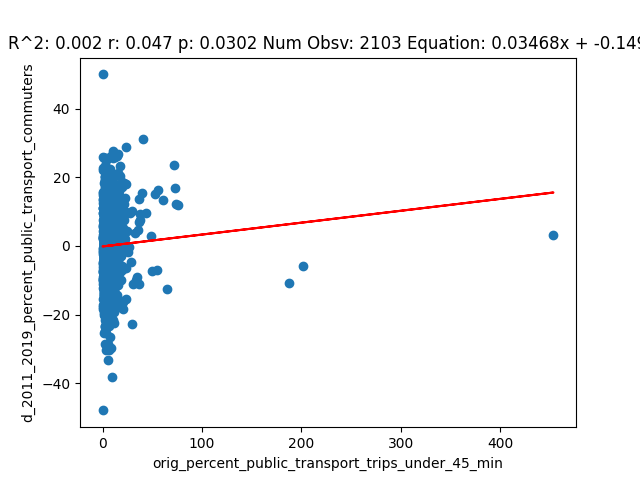 R^2: 0.002 r: 0.047 p: 0.0302 Num Obsv: 2103 Equation: 0.03468x + -0.149
d_2011_2019_percent_public_transport_commuters
40
20
0
−20
−40
0 100 200 300 400
orig_percent_public_transport_trips_under_45_min